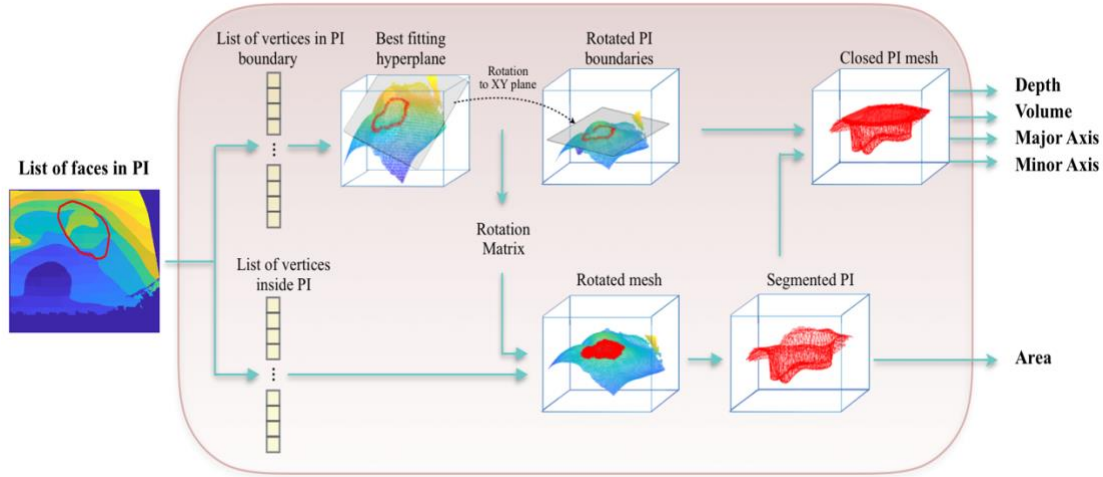 List of vertices in PI
boundary
Best fitting
hyperplane
Rotation
to XY plane
Rotated PI
boundaries
Closed PI mesh
Depth
Volume
Major Axis
Minor Axis
List of faces in PI
Rotation
Matrix
List of vertices
inside PI
Rotated mesh
Segmented PI
Area